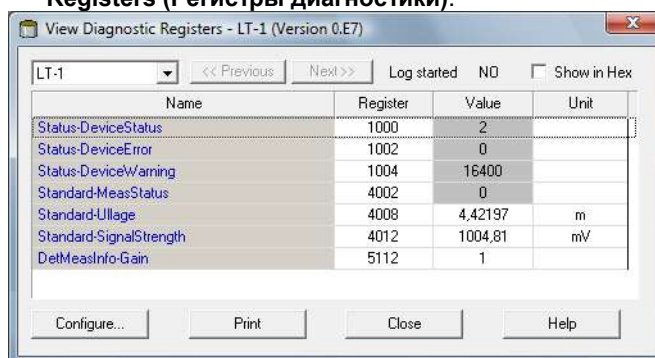 Registers (Регистры диагностики).
View Diagnostic Registers - LT-1 (Version 0.E7)
LT-1 << Previous Next >> Log started NO Show in Hex
Name Register Value Unit
Status-DeviceStatus 1000 2
Status-DeviceError 1002 0
Status-DeviceWarning 1004 16400
Standard-MeasStatus 4002 0
Standard-Ullage 4008 4,42197 m
Standard-SignalStrength 4012 1004,81 mV
DetMeasInfo-Gain 5112 1
Configure... Print Close Help